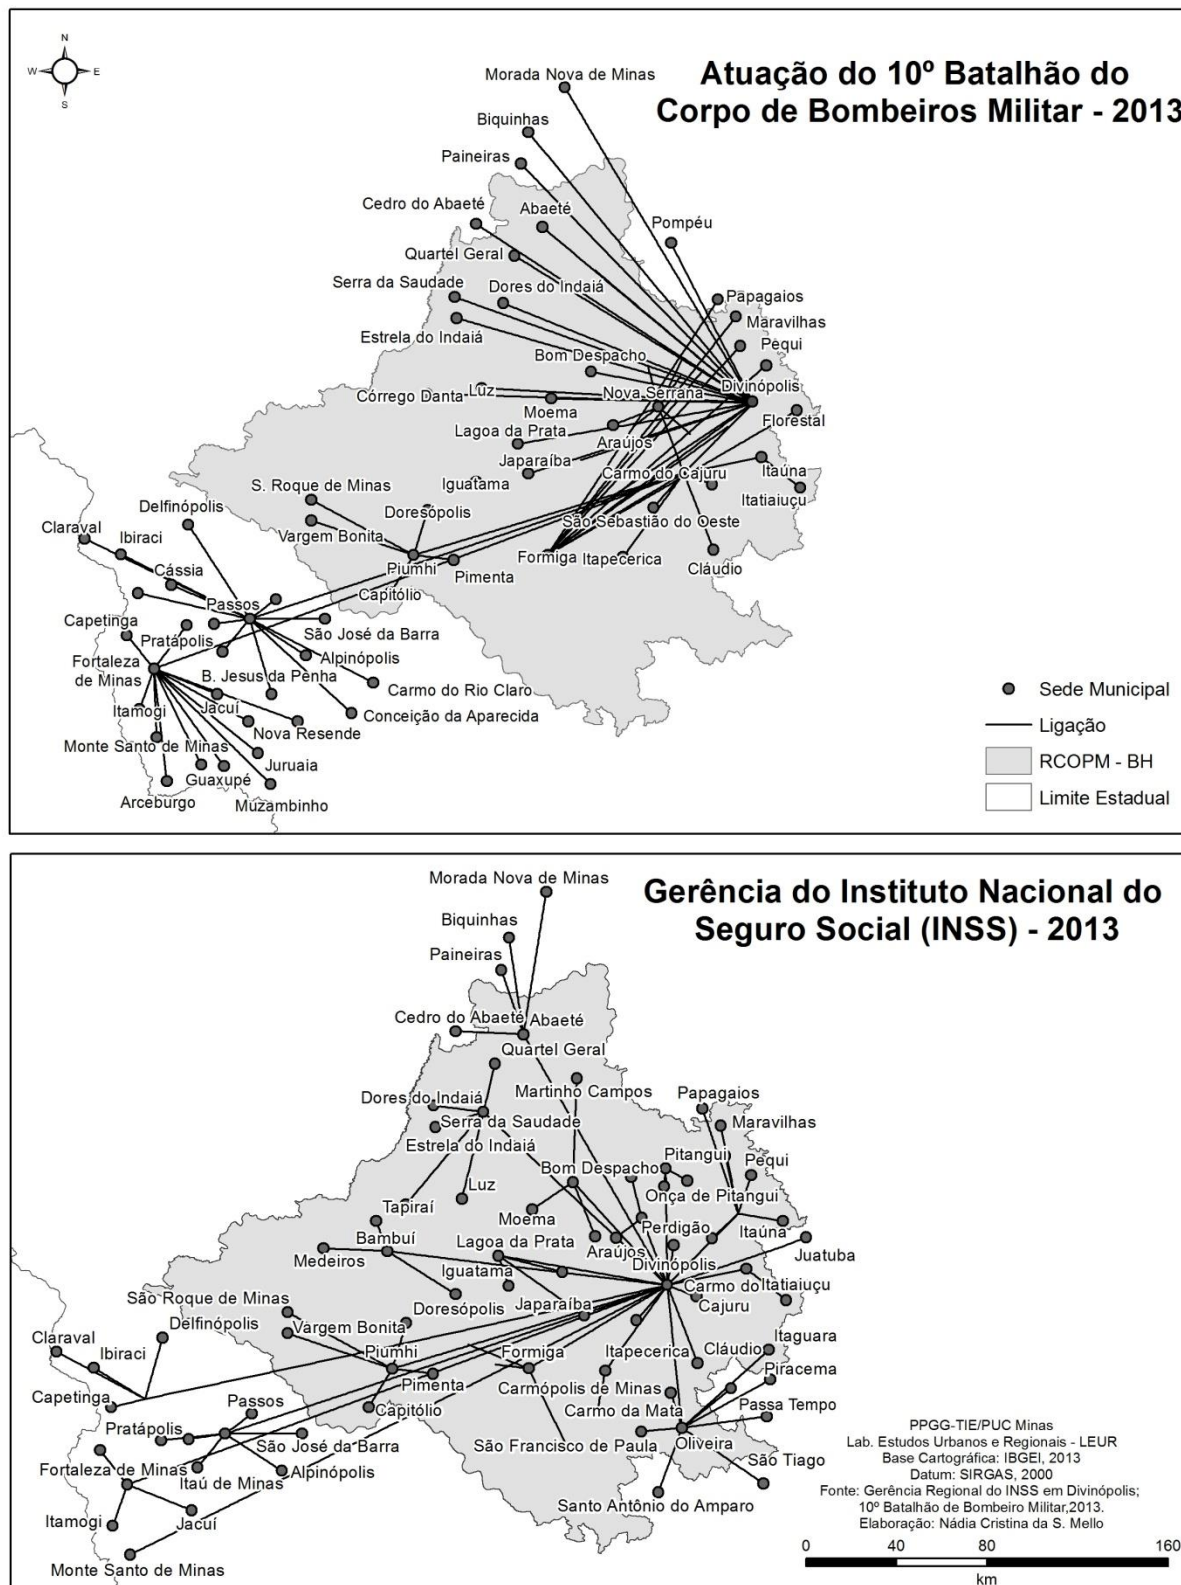 N
W E
S
Atuação do 10º Batalhão do
Corpo de Bombeiros Militar - 2013
Morada Nova de Minas
Biquinhas
Paineiras
Cedro do Abaeté
Abaeté
Pompéu
Quartel Geral
Serra da Saudade
Dores do Indaiá
Papagaios
Maravilhas
Estrela do Indaiá
Pequi
Bom Despacho
Divinópolis
Córrego Danta
Luz
Nova Serrana
Moema
Florestal
Lagoa da Prata
Araújos
Japaraíba
Carmo do Cajuru
Itaúna
Iguatama
S. Roque de Minas
Itatiaiuçu
Delfinópolis
Doresópolis
São Sebastião do Oeste
Claraval
Ibiraci
Vargem Bonita
Formiga
Itapecerica
Cláudio
Cássia
Piumhi
Pimenta
Capitólio
Passos
Capetinga
Pratápolis
São José da Barra
Fortaleza
de Minas
Alpinópolis
B. Jesus da Penha
Carmo do Rio Claro
Itamogi
Jacuí
Conceição da Aparecida
Nova Resende
Monte Santo de Minas
Juruaia
Guaxupé
Arceburgo
Muzambinho
Sede Municipal
Ligação
RCOPM - BH
Limite Estadual
Gerência do Instituto Nacional do
Seguro Social (INSS) - 2013
Morada Nova de Minas
Biquinhas
Paineiras
Cedro do Abaeté
Abaeté
Quartel Geral
Martinho Campos
Papagaios
Dores do Indaiá
Serra da Saudade
Maravilhas
Estrela do Indaiá
Pitangui
Bom Despacho
Pequi
Luz
Onça de Pitangui
Tapiraí
Moema
Perdigão
Itaúna
Bambuí
Lagoa da Prata
Araújos
Juatuba
Medeiros
Iguatama
Divinópolis
Carmo do
Cajuru
Itatiaiuçu
São Roque de Minas
Doresópolis
Japaraíba
Delfinópolis
Vargem Bonita
Itaguara
Claraval
Ibiraci
Piumhi
Formiga
Itapecerica
Cláudio
Piracema
Capetinga
Pimenta
Carmópolis de Minas
Passos
Capitólio
Carmo da Mata
Passa Tempo
Pratápolis
São José da Barra
São Francisco de Paula
Oliveira
Fortaleza de Minas
Alpinópolis
São Tiago
Itaú de Minas
Santo Antônio do Amparo
Itamogi
Jacuí
Monte Santo de Minas
PPGG-TIE/PUC Minas
Lab. Estudos Urbanos e Regionais - LEUR
Base Cartográfica: IBGEI, 2013
Datum: SIRGAS, 2000
Fonte: Gerência Regional do INSS em Divinópolis;
10º Batalhão de Bombeiro Militar,2013.
Elaboração: Nádia Cristina da S. Mello
0 40 80 160
km